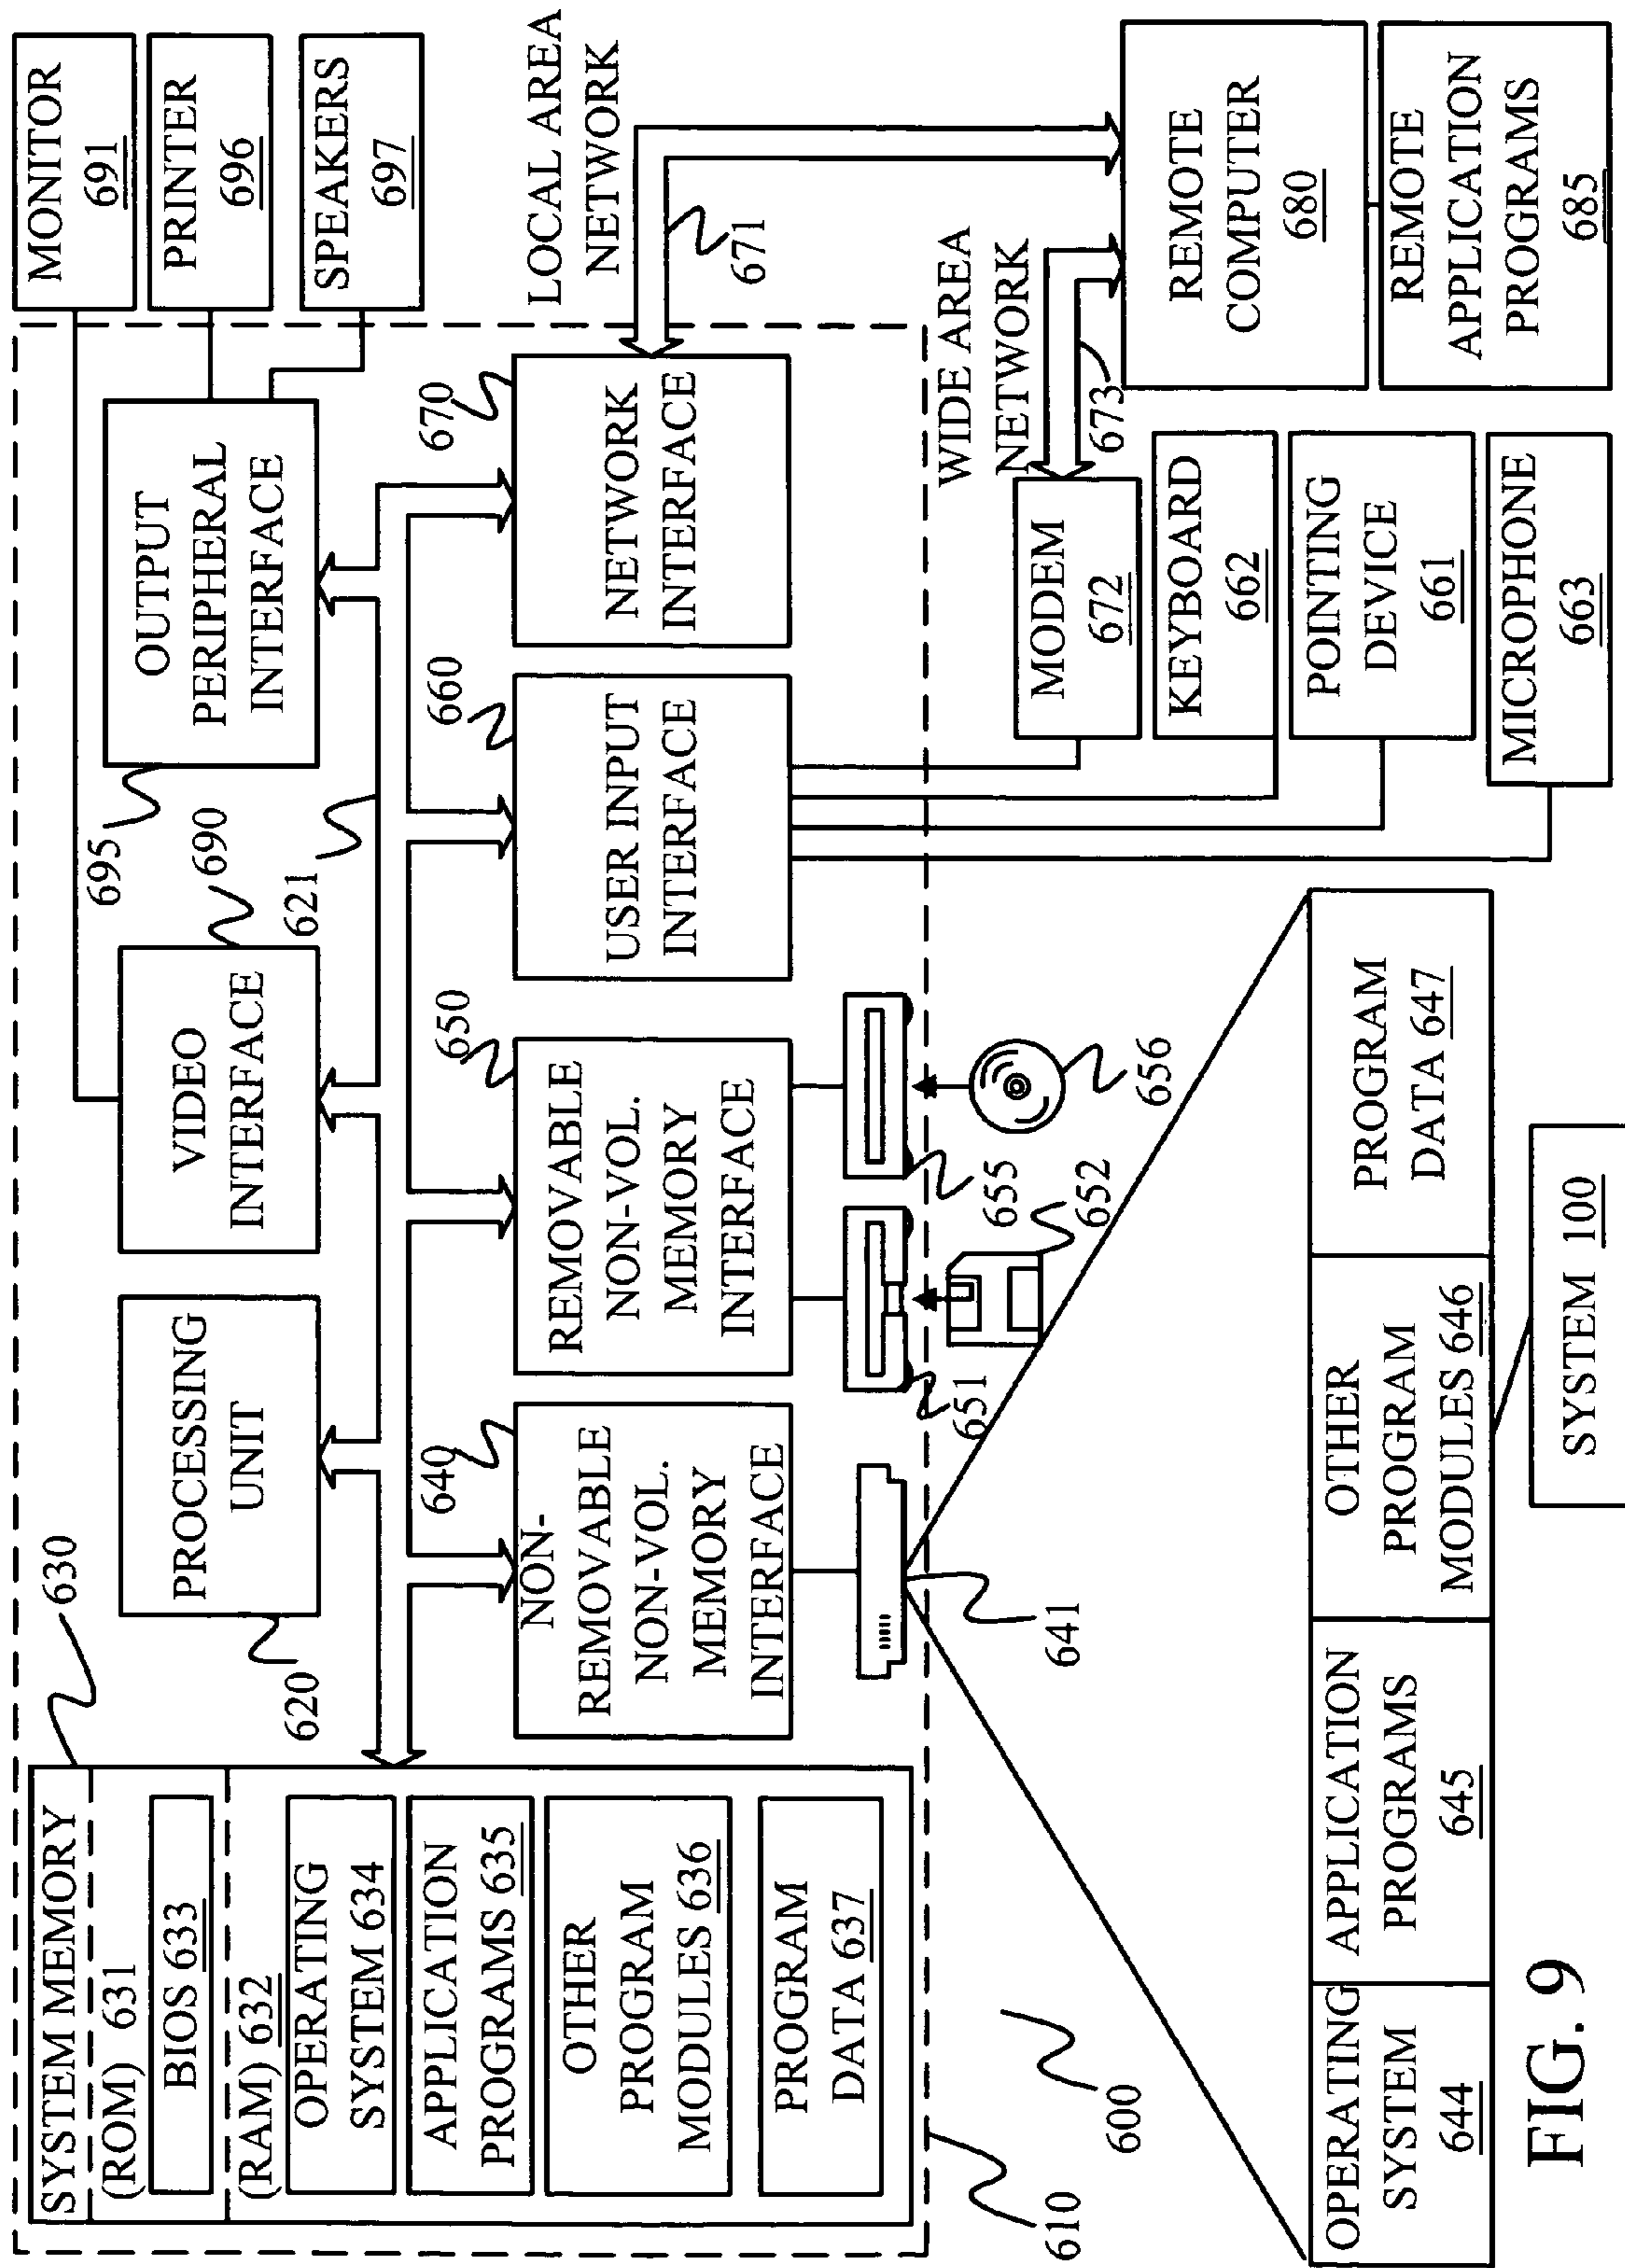 SYSTEM MEMORY
(ROM) 631
BIOS 633
(RAM) 632
OPERATING
SYSTEM 634
APPLICATION
PROGRAMS 635
OTHER
PROGRAM
MODULES 636
PROGRAM
DATA 637
630
620
PROCESSING
UNIT
VIDEO
INTERFACE
690
695
OUTPUT
PERIPHERAL
INTERFACE
621
MONITOR
691
PRINTER
696
SPEAKERS
697
640
NON-
REMOVABLE
NON-VOL.
MEMORY
INTERFACE
650
REMOVABLE
NON-VOL.
MEMORY
INTERFACE
660
USER INPUT
INTERFACE
670
NETWORK
INTERFACE
LOCAL AREA
NETWORK
671
610
600
641
651
655
652
656
WIDE AREA
NETWORK
673
MODEM
672
KEYBOARD
662
POINTING
DEVICE
661
MICROPHONE
663
REMOTE
COMPUTER
680
REMOTE
APPLICATION
PROGRAMS
685
OPERATING
SYSTEM
644
APPLICATION
PROGRAMS
645
OTHER
PROGRAM
MODULES 646
PROGRAM
DATA 647
SYSTEM 100
FIG. 9